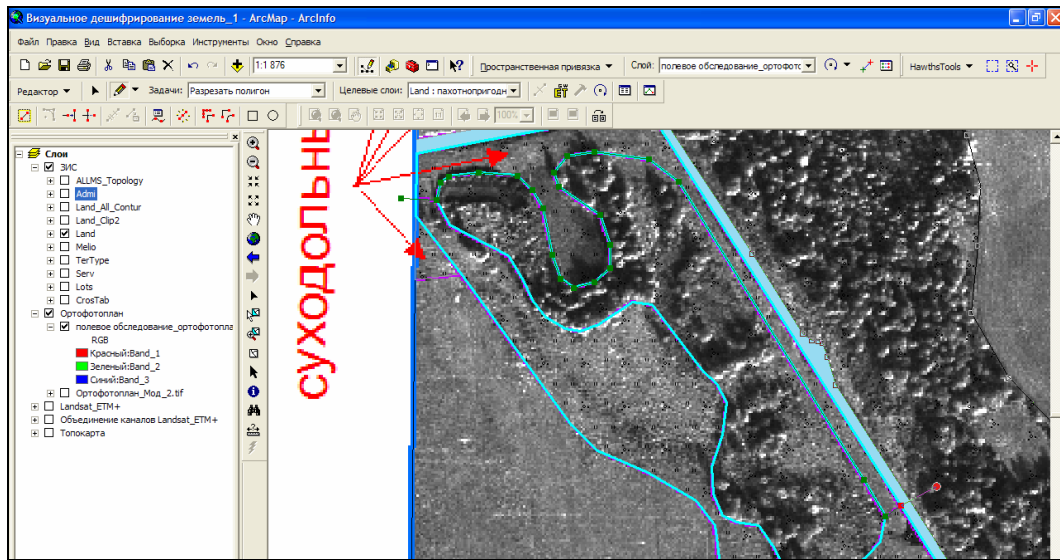 Визуальное дешифрирование земель_1 - ArcMap - ArcInfo
Файл Правка Вид Вставка Выборка Инструменты Окно Справка
1:1 876 Пространственная привязка Слой: полевое обследование_ортофотс HawthsTools
Редактор Задачи: Разрезать полигон Целевые слои: Land : пахотнопригодн
100%
Слои
ЗИС
ALLMS_Topology
Admi
Land_All_Contur
Land_Clip2
Land
Melio
TerType
Serv
Lots
CrosTab
Ортофотоплан
полевое обследование_ортофотопла
RGB
Красный:Band_1
Зеленый:Band_2
Синий:Band_3
Ортофотоплан_Мод_2.tif
Landsat_ETM+
Объединение каналов Landsat_ETM+
Топокарта
суходольны